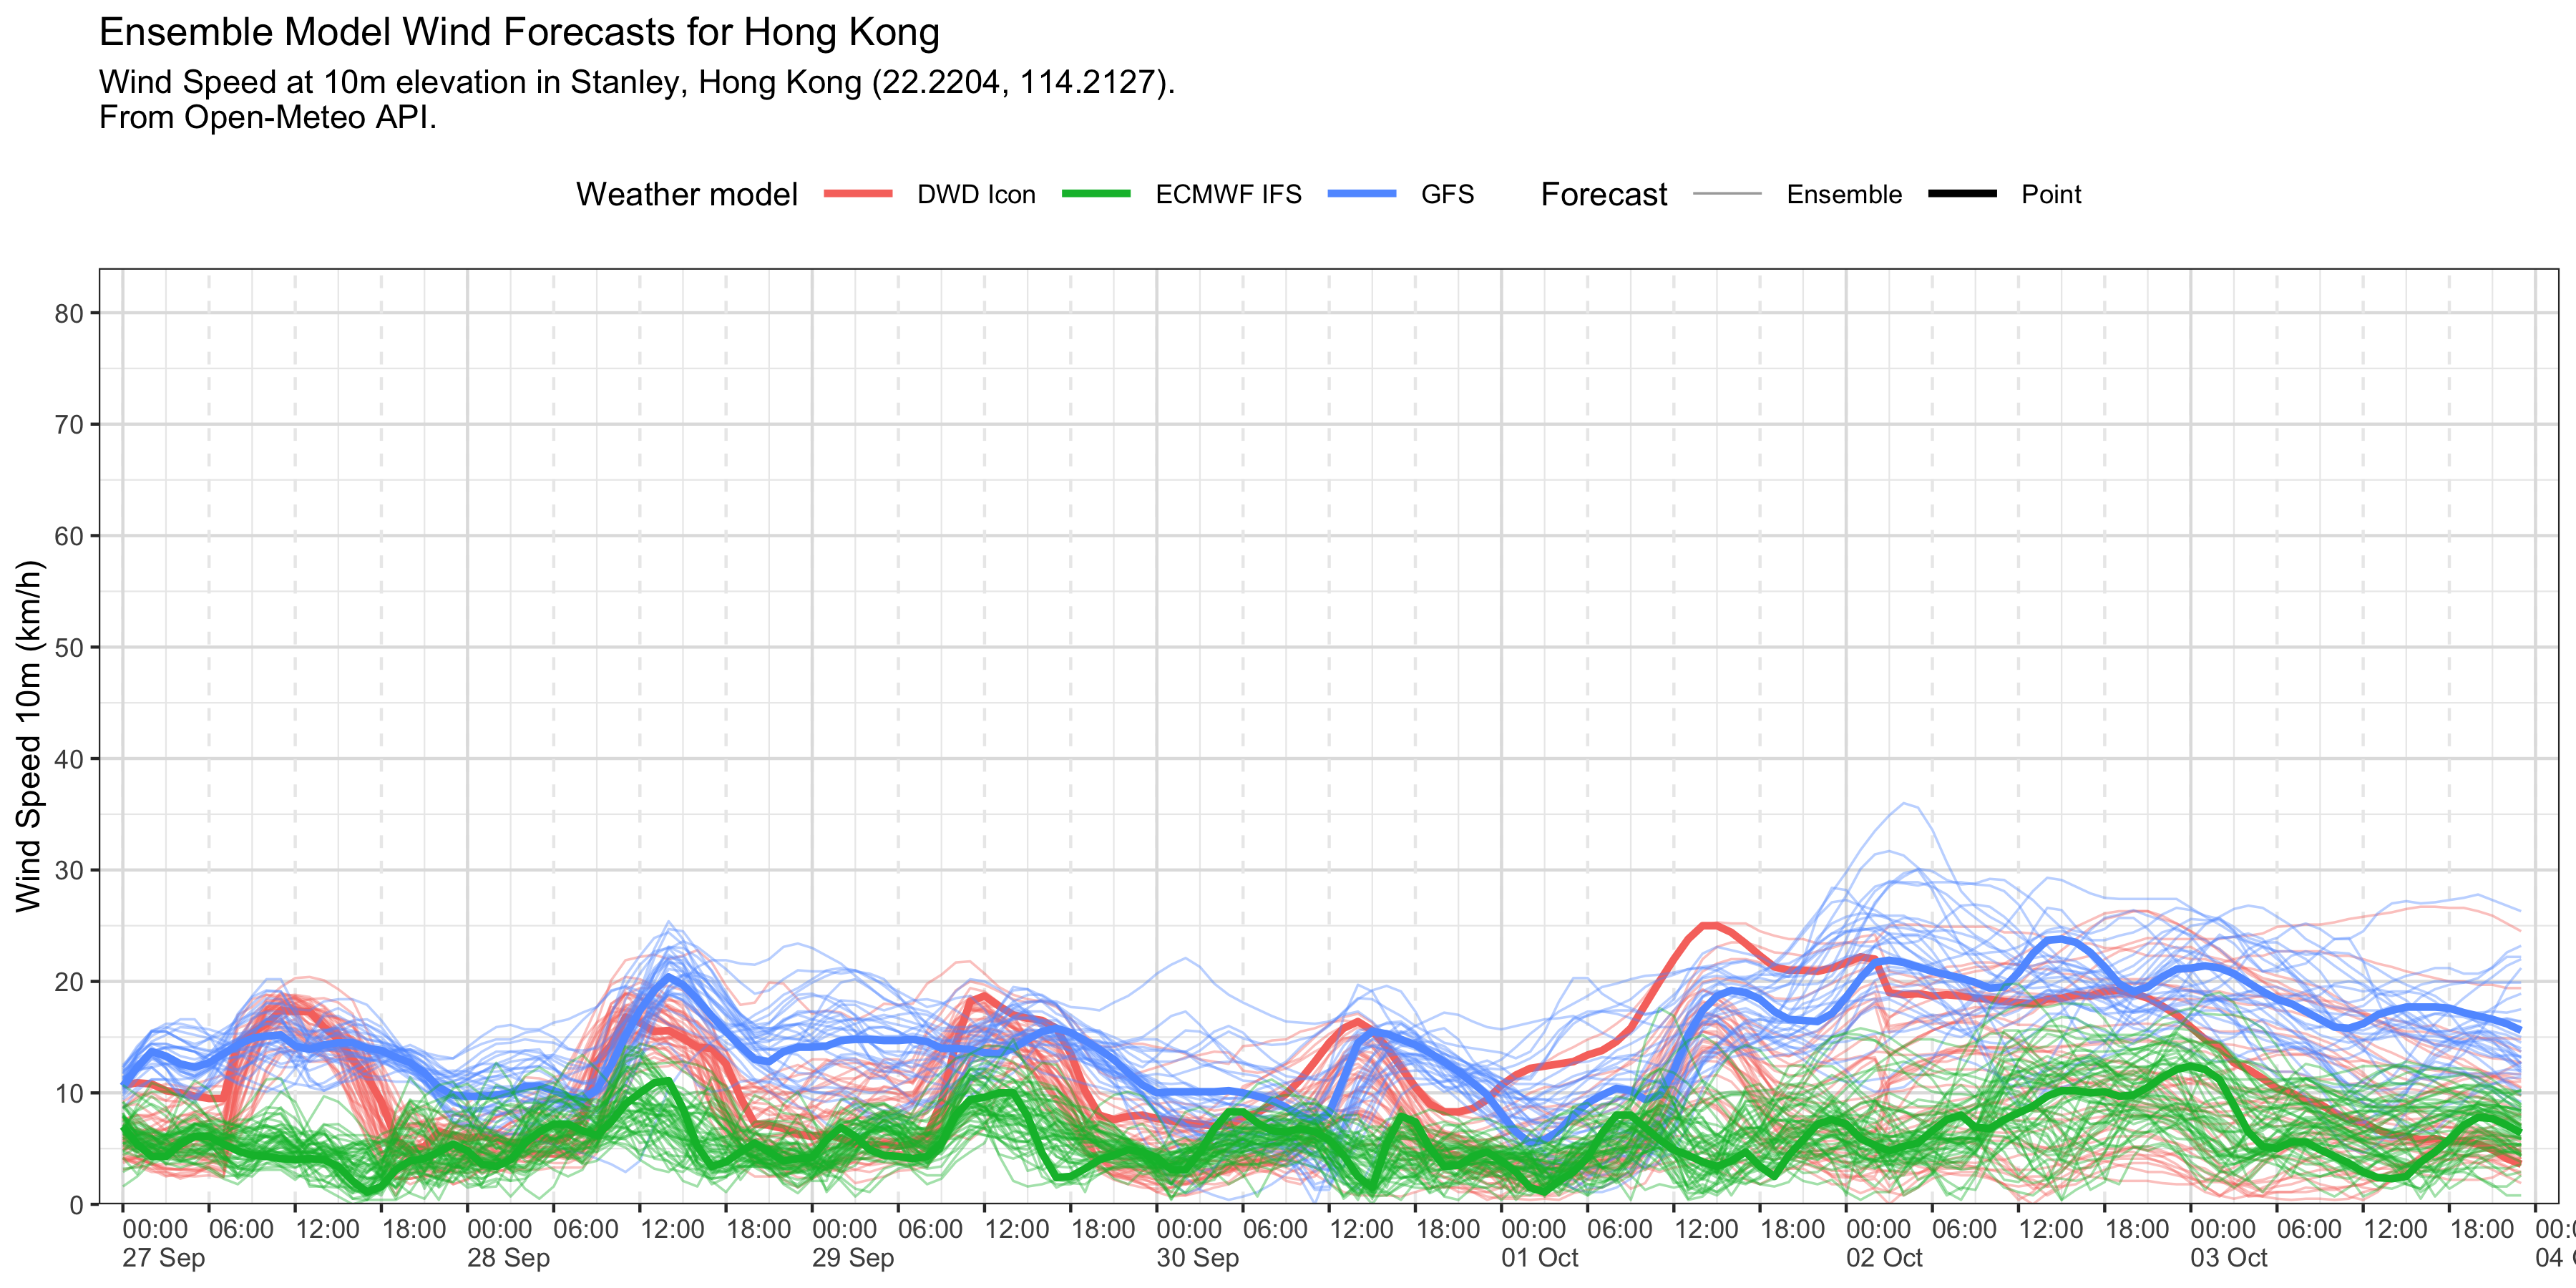 Ensemble Model Wind Forecasts for Hong Kong
Wind Speed at 10m elevation in Stanley, Hong Kong (22.2204, 114.2127).
From Open-Meteo API.
Weather model DWD Icon ECMWF IFS GFS Forecast Ensemble Point
80
70
60
50
40
30
20
10
0
Wind Speed 10m (km/h)
00:00 06:00 12:00 18:00 00:00 06:00 12:00 18:00 00:00 06:00 12:00 18:00 00:00 06:00 12:00 18:00 00:00 06:00 12:00 18:00 00:00 06:00 12:00 18:00 00:00 06:00 12:00 18:00 00:0
27 Sep 28 Sep 29 Sep 30 Sep 01 Oct 02 Oct 03 Oct 04